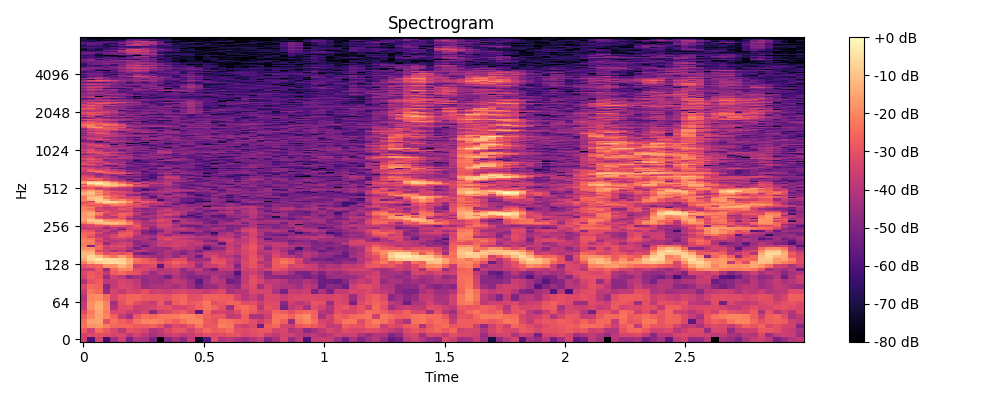 Spectrogram
Hz
4096
2048
1024
512
256
128
64
0
0
0.5
1
1.5
2
2.5
Time
+0 dB
-10 dB
-20 dB
-30 dB
-40 dB
-50 dB
-60 dB
-70 dB
-80 dB